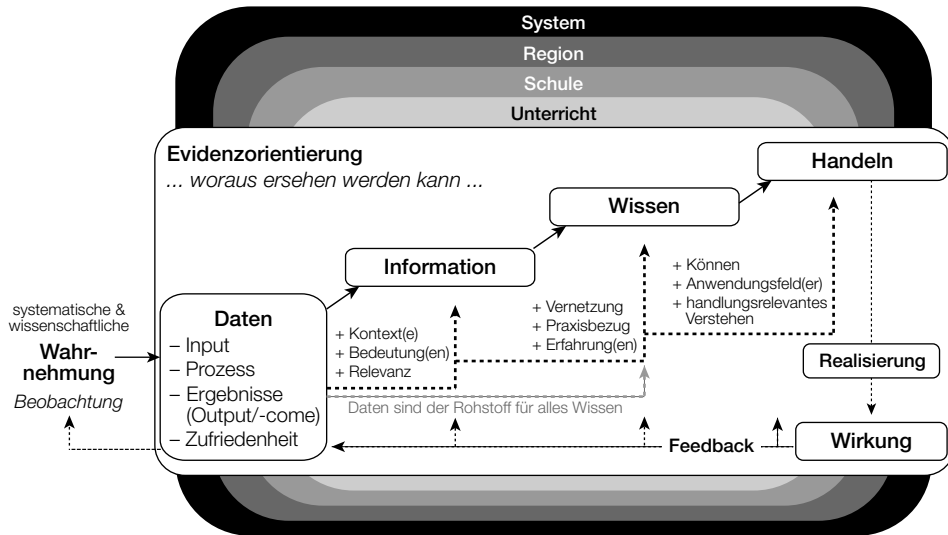 System
Region
Schule
Unterricht
Evidenzorientierung
... woraus ersehen werden kann ...
Handeln
Wissen
Information
+ Können
+ Anwendungsfeld(er)
+ handlungsrelevantes
Verstehen
+ Vernetzung
+ Praxisbezug
+ Erfahrung(en)
+ Kontext(e)
+ Bedeutung(en)
+ Relevanz
systematische &
wissenschaftliche
Wahr-
nehmung
Beobachtung
Daten
– Input
– Prozess
– Ergebnisse
(Output/-come)
– Zufriedenheit
Daten sind der Rohstoff für alles Wissen
Realisierung
Feedback
Wirkung